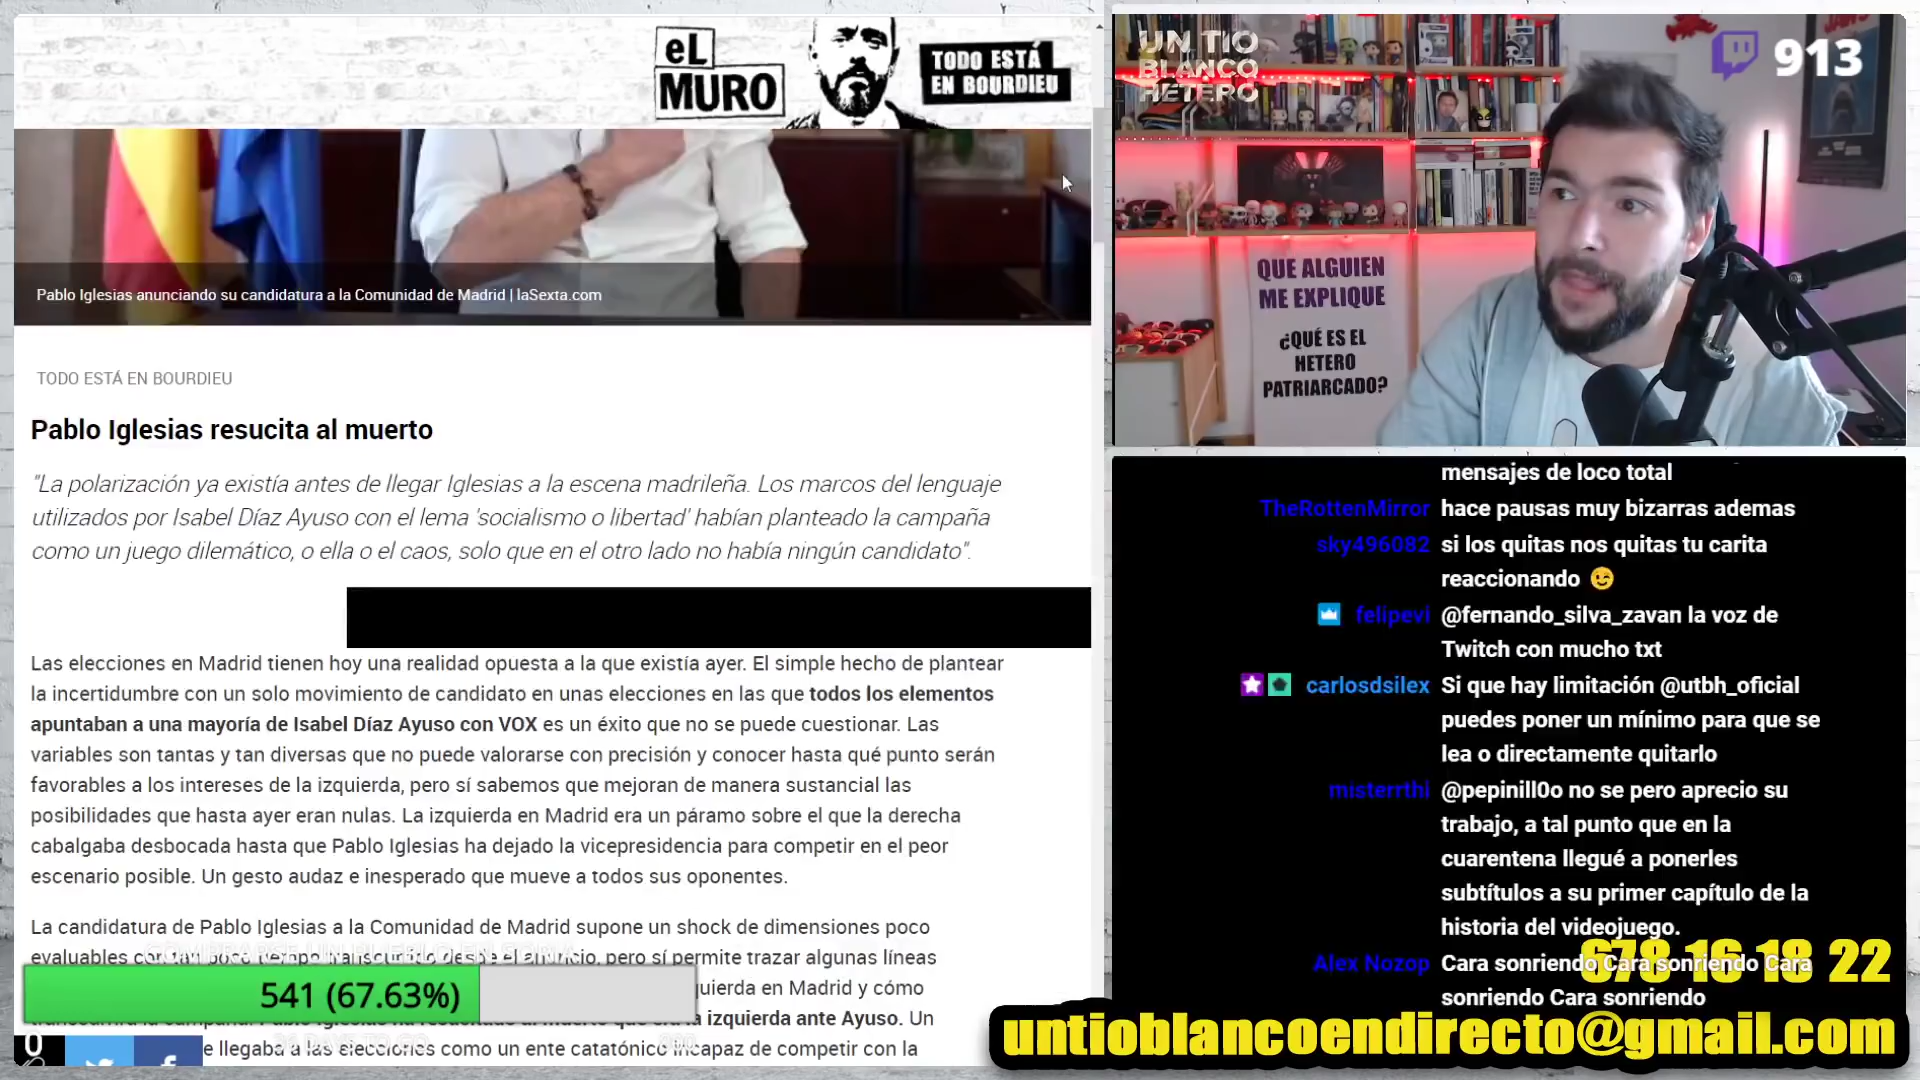 eL
MURO
TODO ESTÁ
EN BOURDIEU
Pablo Iglesias anunciando su candidatura a la Comunidad de Madrid | laSexta.com
TODO ESTÁ EN BOURDIEU
Pablo Iglesias resucita al muerto
"La polarización ya existía antes de llegar Iglesias a la escena madrileña. Los marcos del lenguaje
utilizados por Isabel Díaz Ayuso con el lema 'socialismo o libertad' habían planteado la campaña
como un juego dilemático, o ella o el caos, solo que en el otro lado no había ningún candidato".
Las elecciones en Madrid tienen hoy una realidad opuesta a la que existía ayer. El simple hecho de plantear
la incertidumbre con un solo movimiento de candidato en unas elecciones en las que todos los elementos
apuntaban a una mayoría de Isabel Díaz Ayuso con VOX es un éxito que no se puede cuestionar. Las
variables son tantas y tan diversas que no puede valorarse con precisión y conocer hasta qué punto serán
favorables a los intereses de la izquierda, pero sí sabemos que mejoran de manera sustancial las
posibilidades que hasta ayer eran nulas. La izquierda en Madrid era un páramo sobre el que la derecha
cabalgaba desbocada hasta que Pablo Iglesias ha dejado la vicepresidencia para competir en el peor
escenario posible. Un gesto audaz e inesperado que mueve a todos sus oponentes.
La candidatura de Pablo Iglesias a la Comunidad de Madrid supone un shock de dimensiones poco
evaluables con tan poco tiempo transcurrido desde el anuncio, pero sí permite trazar algunas líneas
541 (67.63%)
quierda en Madrid y cómo
izquierda ante Ayuso. Un
e llegaba a las elecciones como un ente catatónico incapaz de competir con la
0
UN TIO
BLANCO
HETERO
913
QUE ALGUIEN
ME EXPLIQUE
¿QUÉ ES EL
HETERO
PATRIARCADO?
mensajes de loco total
TheRottenMirror hace pausas muy bizarras ademas
sky496082 si los quitas nos quitas tu carita
reaccionando 😉
felipevi @fernando_silva_zavan la voz de
Twitch con mucho txt
carlosdsilex Si que hay limitación @utbh_oficial
puedes poner un mínimo para que se
lea o directamente quitarlo
misterrthi @pepinill0o no se pero aprecio su
trabajo, a tal punto que en la
cuarentena llegué a ponerles
subtítulos a su primer capítulo de la
historia del videojuego.
Alex Nozop Cara sonriendo Cara sonriendo Cara
sonriendo Cara sonriendo
678 16 18 22
untioblancoendirecto@gmail.com